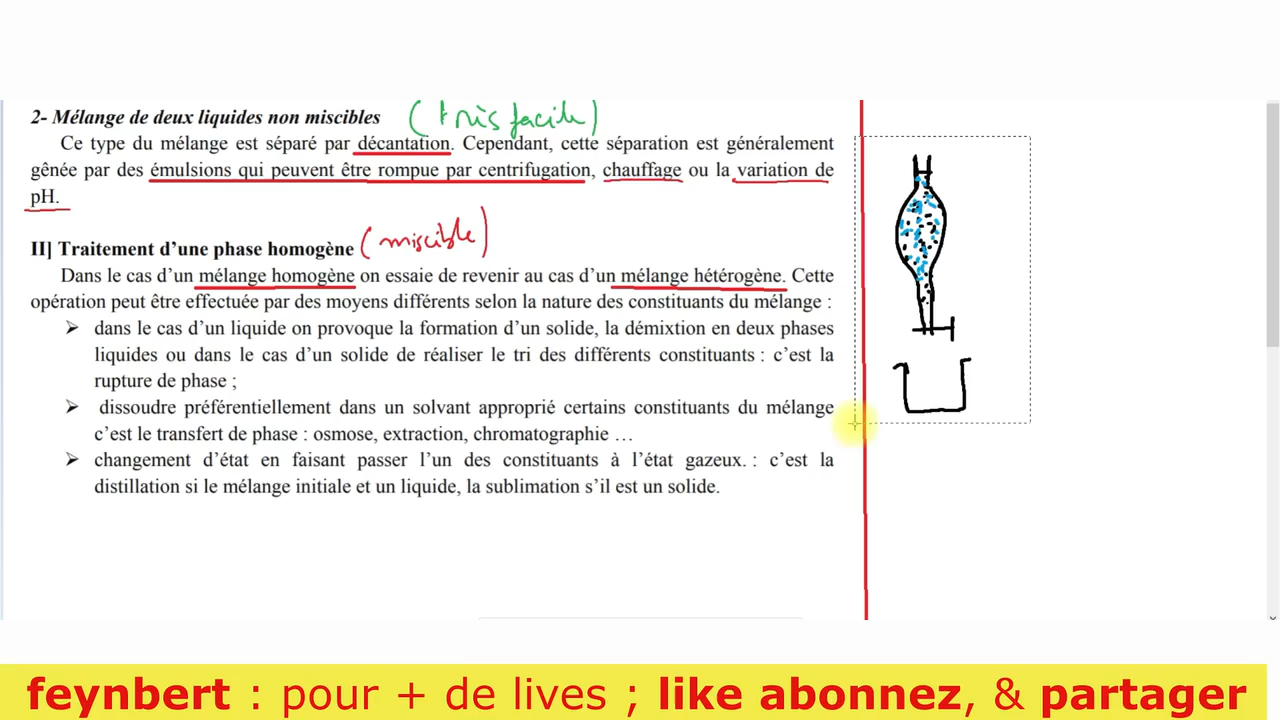 2- Mélange de deux liquides non miscibles (très facile)
Ce type du mélange est séparé par décantation. Cependant, cette séparation est généralement
gênée par des émulsions qui peuvent être rompue par centrifugation, chauffage ou la variation de
pH.
II] Traitement d’une phase homogène (miscible)
Dans le cas d’un mélange homogène on essaie de revenir au cas d’un mélange hétérogène. Cette
opération peut être effectuée par des moyens différents selon la nature des constituants du mélange :
➢ dans le cas d’un liquide on provoque la formation d’un solide, la démixtion en deux phases
liquides ou dans le cas d’un solide de réaliser le tri des différents constituants : c’est la
rupture de phase ;
➢ dissoudre préférentiellement dans un solvant approprié certains constituants du mélange
c’est le transfert de phase : osmose, extraction, chromatographie …
➢ changement d’état en faisant passer l’un des constituants à l’état gazeux. : c’est la
distillation si le mélange initiale et un liquide, la sublimation s’il est un solide.
feynbert : pour + de lives ; like abonnez, & partager